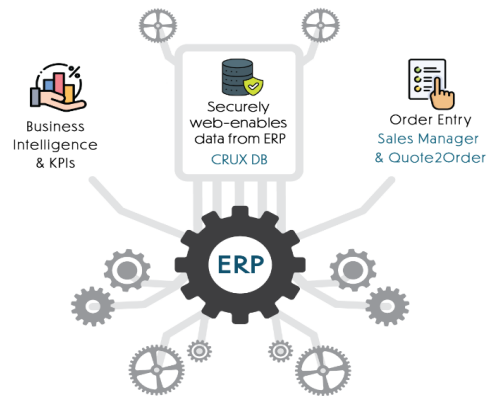 Business
Intelligence
& KPIs
%
Securely
web-enables
data from ERP
CRUX DB
Order Entry
Sales Manager
& Quote2Order
ERP